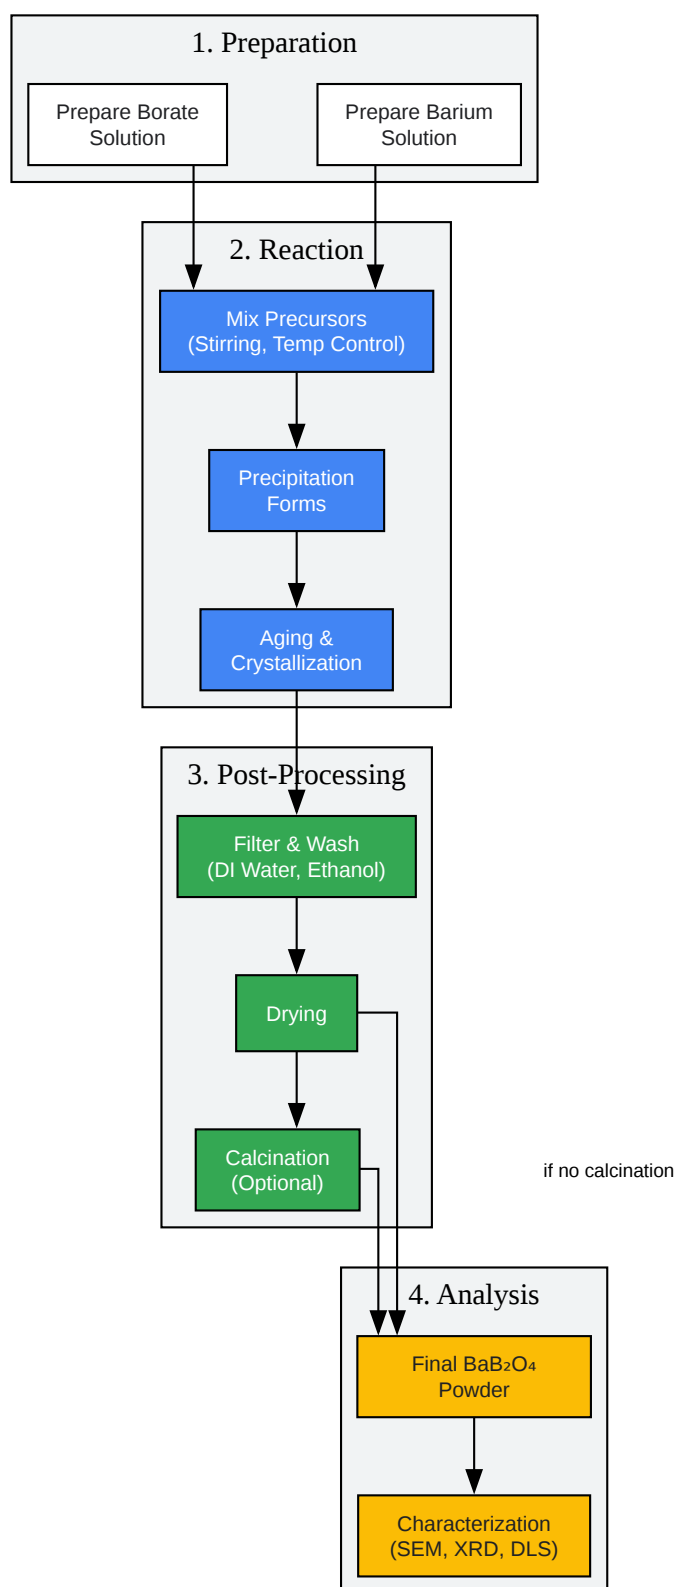 1. Preparation
Prepare Borate
Solution
Prepare Barium
Solution
2. Reaction
Mix Precursors
(Stirring, Temp Control)
Precipitation
Forms
Aging &
Crystallization
3. Post-Processing
Filter & Wash
(DI Water, Ethanol)
Drying
Calcination
(Optional)
if no calcination
4. Analysis
Final BaB₂O₄
Powder
Characterization
(SEM, XRD, DLS)